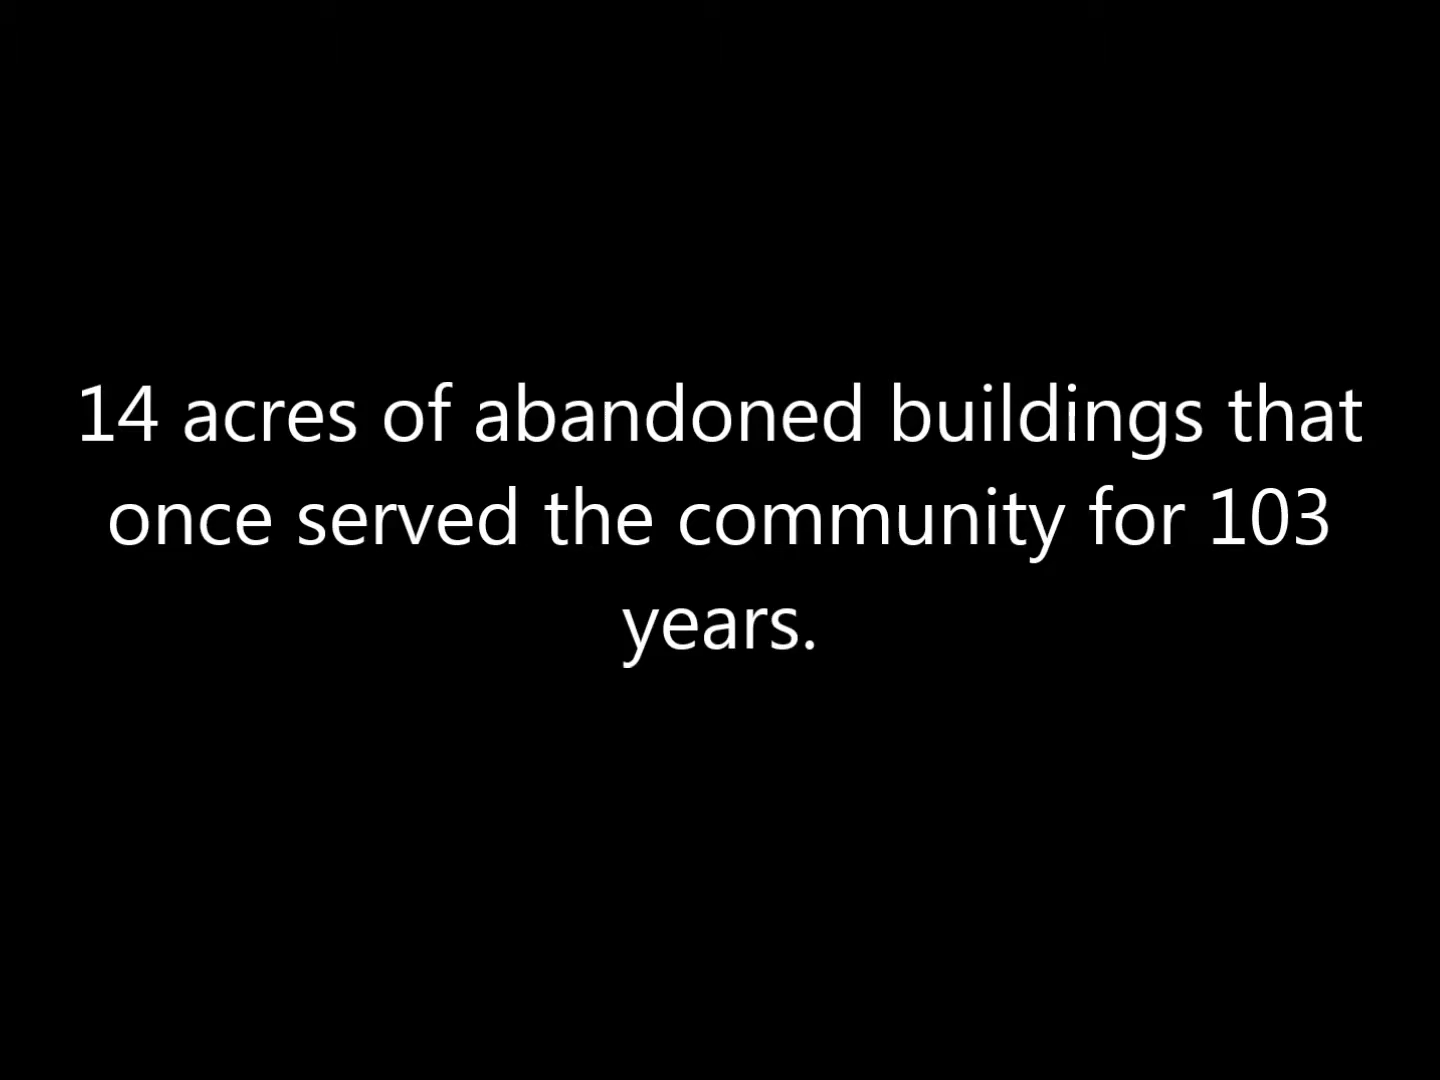 14 acres of abandoned buildings that
once served the community for 103
years.